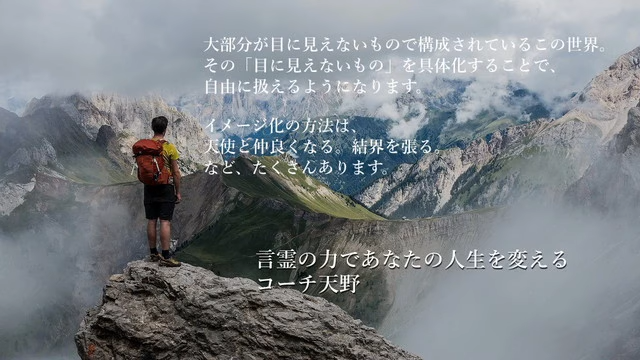 大部分が目に見えないもので構成されているこの世界。
その「目に見えないもの」を具体化することで、
自由に扱えるようになります。
イメージ化の方法は、
天使と仲良くなる。結界を張る。
など、たくさんあります。
言霊の力であなたの人生を変える
コーチ天野